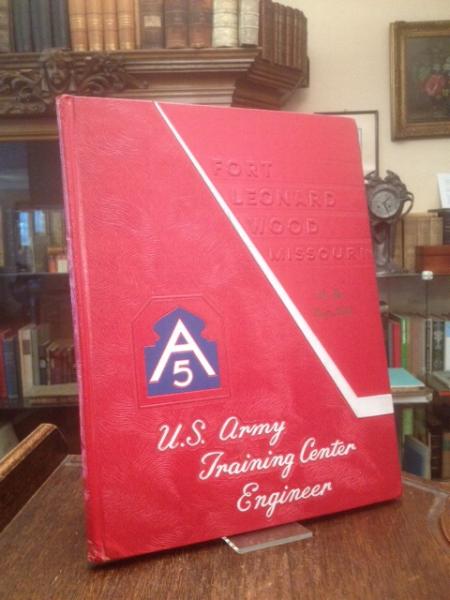 FORT
LEONARD
WOOD
MISSOURI
A
5
U.S. Army
Training Center
Engineer